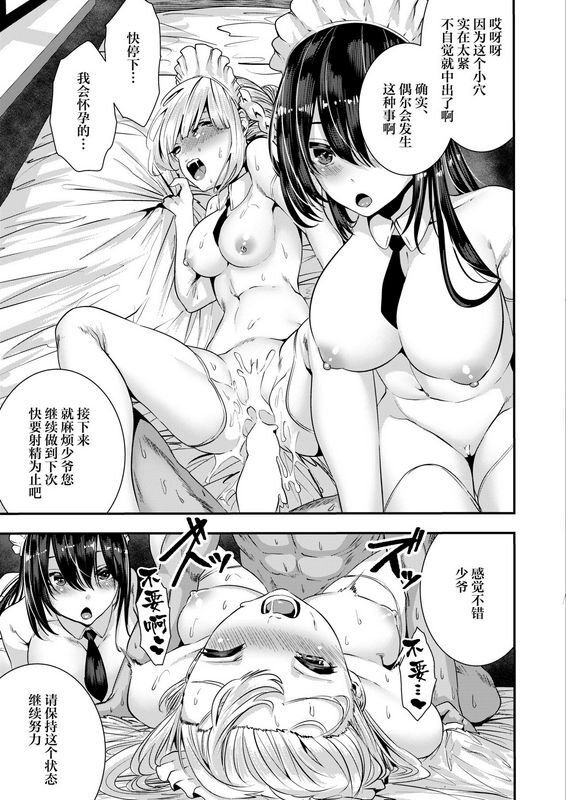 哎呀呀
因为这个小穴
实在太紧
不自觉就中出了啊
确实、
偶尔会发生
这种事啊
快停下…
我会怀孕的…
接下来
就麻烦少爷您
继续做到下次
快要射精为止吧
感觉不错
少爷
不要…
不要啊
请保持这个状态
继续努力